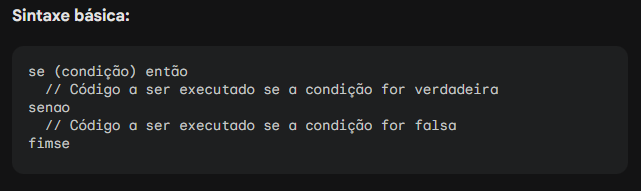 Sintaxe básica:
se (condição) então
// Código a ser executado se a condição for verdadeira
senao
// Código a ser executado se a condição for falsa
fimse